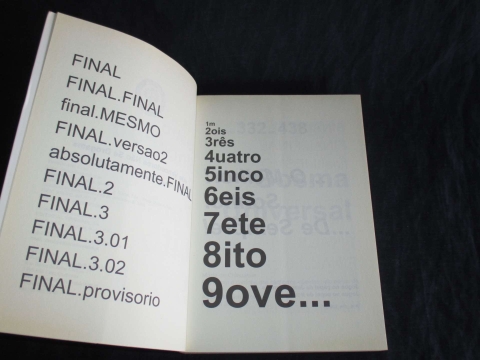 FINAL
FINAL.FINAL
final.MESMO
FINAL.versao2
absolutamente.FINAL
FINAL.2
FINAL.3
FINAL.3.01
FINAL.3.02
FINAL.provisorio
1m
2ois
3rês
4uatro
5inco
6eis
7ete
8ito
9ove...